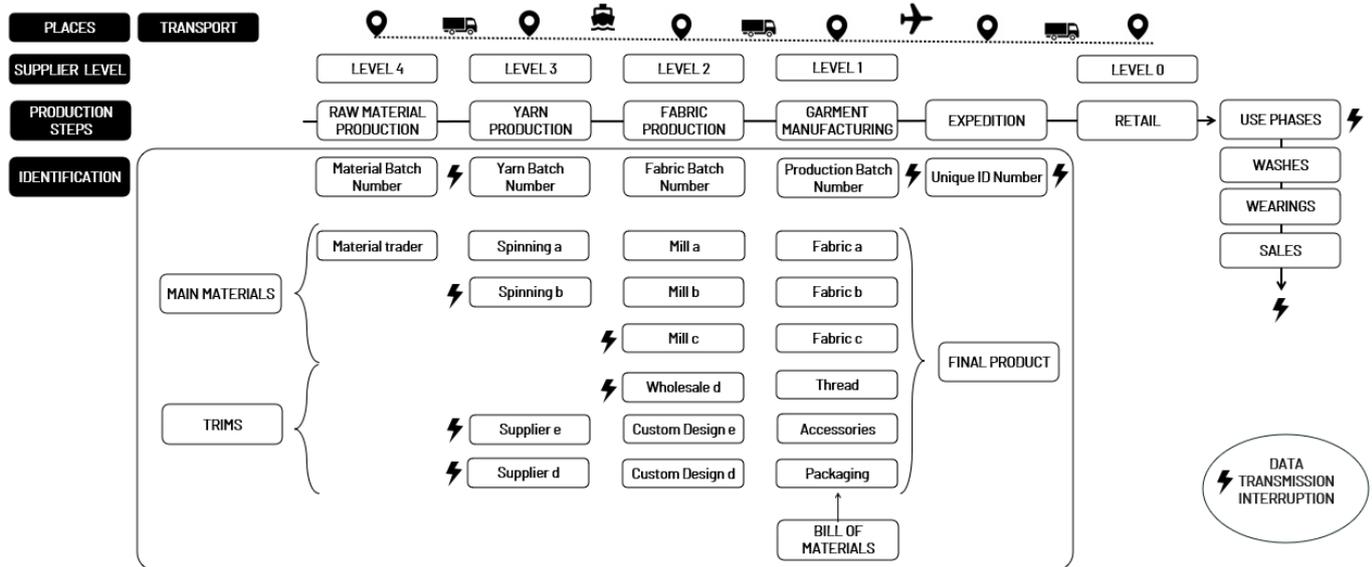 PLACES
TRANSPORT
SUPPLIER LEVEL
LEVEL 4
LEVEL 3
LEVEL 2
LEVEL 1
LEVEL 0
PRODUCTION
STEPS
RAW MATERIAL
PRODUCTION
YARN
PRODUCTION
FABRIC
PRODUCTION
GARMENT
MANUFACTURING
EXPEDITION
RETAIL
USE PHASES
IDENTIFICATION
Material Batch
Number
Yarn Batch
Number
Fabric Batch
Number
Production Batch
Number
Unique ID Number
WASHES
WEARINGS
SALES
MAIN MATERIALS
TRIMS
Material trader
Spinning a
Mill a
Fabric a
Spinning b
Mill b
Fabric b
Mill c
Fabric c
Wholesale d
Thread
Supplier e
Custom Design e
Accessories
Supplier d
Custom Design d
Packaging
FINAL PRODUCT
BILL OF
MATERIALS
DATA
TRANSMISSION
INTERRUPTION